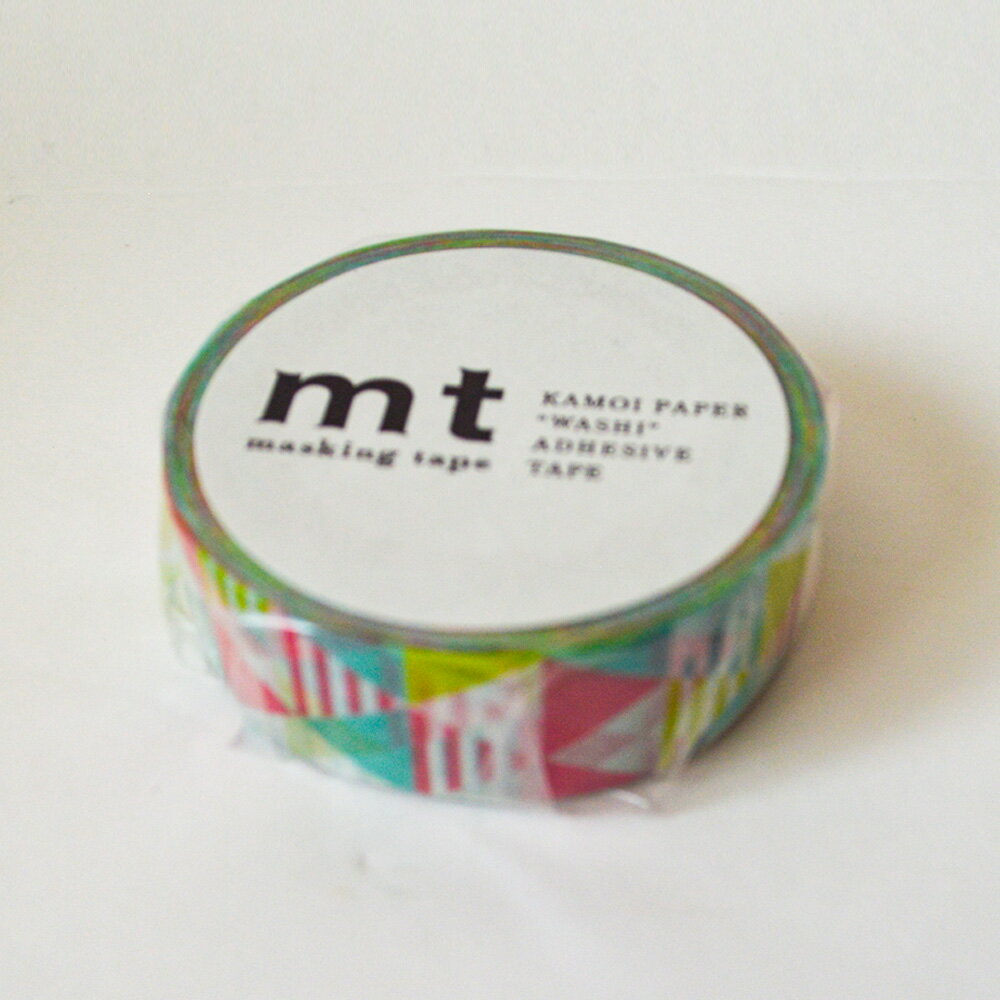 mt
masking tape
KAMOI PAPER
"WASHI"
ADHESIVE
TAPE